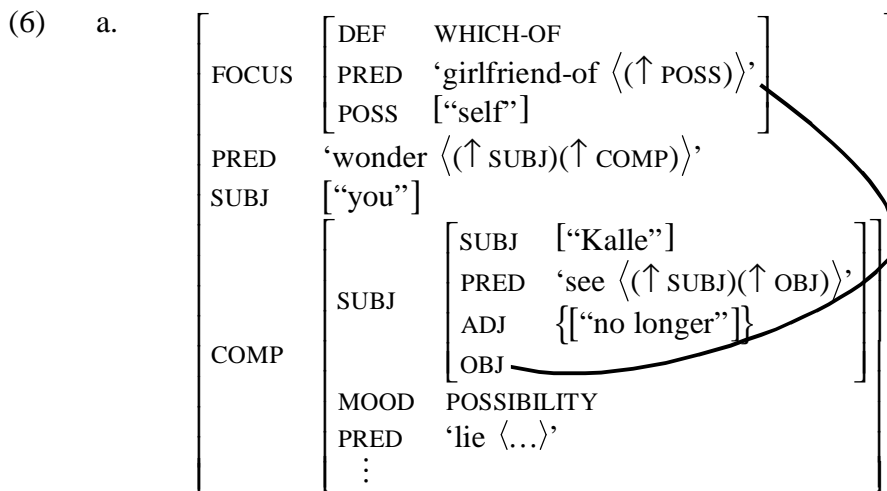 (6) a.
DEF WHICH-OF
FOCUS PRED ‘girlfriend-of ⟨(↑ POSS)⟩’
POSS [“self”]
PRED ‘wonder ⟨(↑ SUBJ)(↑ COMP)⟩’
SUBJ [“you”]
SUBJ [“Kalle”]
SUBJ PRED ‘see ⟨(↑ SUBJ)(↑ OBJ)⟩’
ADJ {[“no longer”]}
COMP OBJ
MOOD POSSIBILITY
PRED ‘lie ⟨…⟩’
⋮